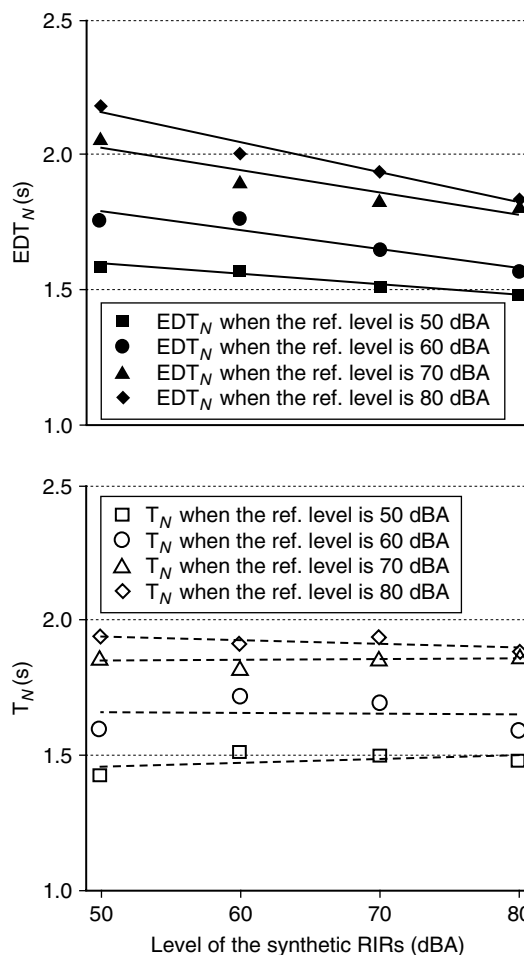 2.5
2.0
1.5
1.0
EDT_N (s)
EDT_N when the ref. level is 50 dBA
EDT_N when the ref. level is 60 dBA
EDT_N when the ref. level is 70 dBA
EDT_N when the ref. level is 80 dBA
2.5
2.0
1.5
1.0
T_N (s)
T_N when the ref. level is 50 dBA
T_N when the ref. level is 60 dBA
T_N when the ref. level is 70 dBA
T_N when the ref. level is 80 dBA
50 60 70 80
Level of the synthetic RIRs (dBA)